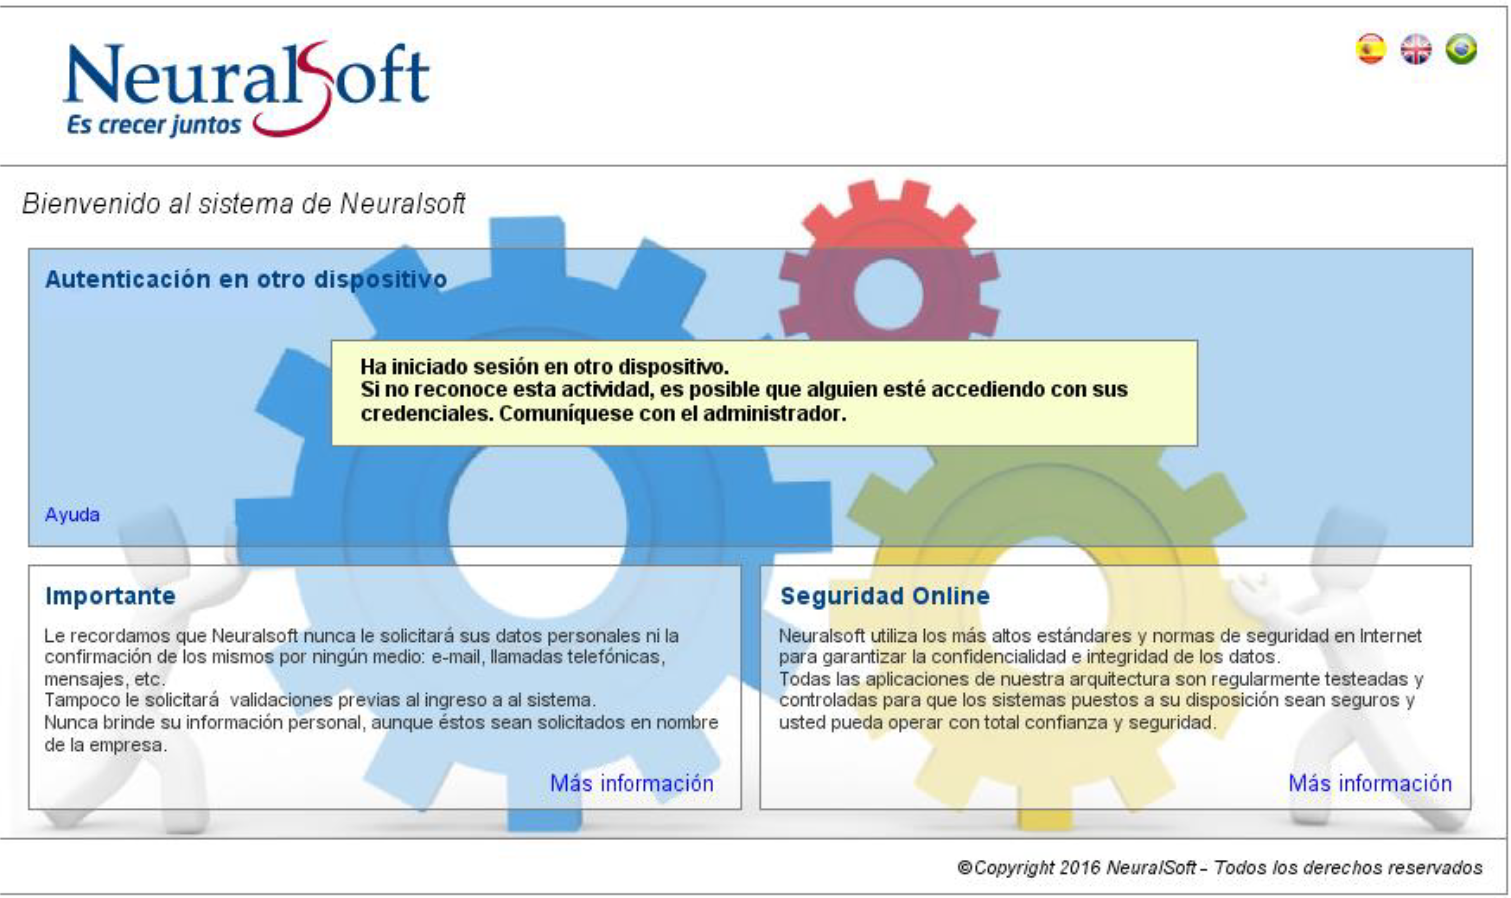 NeuralSoft
Es crecer juntos
Bienvenido al sistema de Neuralsoft
Autenticación en otro dispositivo
Ha iniciado sesión en otro dispositivo.
Si no reconoce esta actividad, es posible que alguien esté accediendo con sus
credenciales. Comuníquese con el administrador.
Ayuda
Importante
Le recordamos que Neuralsoft nunca le solicitará sus datos personales ni la
confirmación de los mismos por ningún medio: e-mail, llamadas telefónicas,
mensajes, etc.
Tampoco le solicitará  validaciones previas al ingreso a al sistema.
Nunca brinde su información personal, aunque éstos sean solicitados en nombre
de la empresa.
Más información
Seguridad Online
Neuralsoft utiliza los más altos estándares y normas de seguridad en Internet
para garantizar la confidencialidad e integridad de los datos.
Todas las aplicaciones de nuestra arquitectura son regularmente testeadas y
controladas para que los sistemas puestos a su disposición sean seguros y
usted pueda operar con total confianza y seguridad.
Más información
©Copyright 2016 NeuralSoft - Todos los derechos reservados